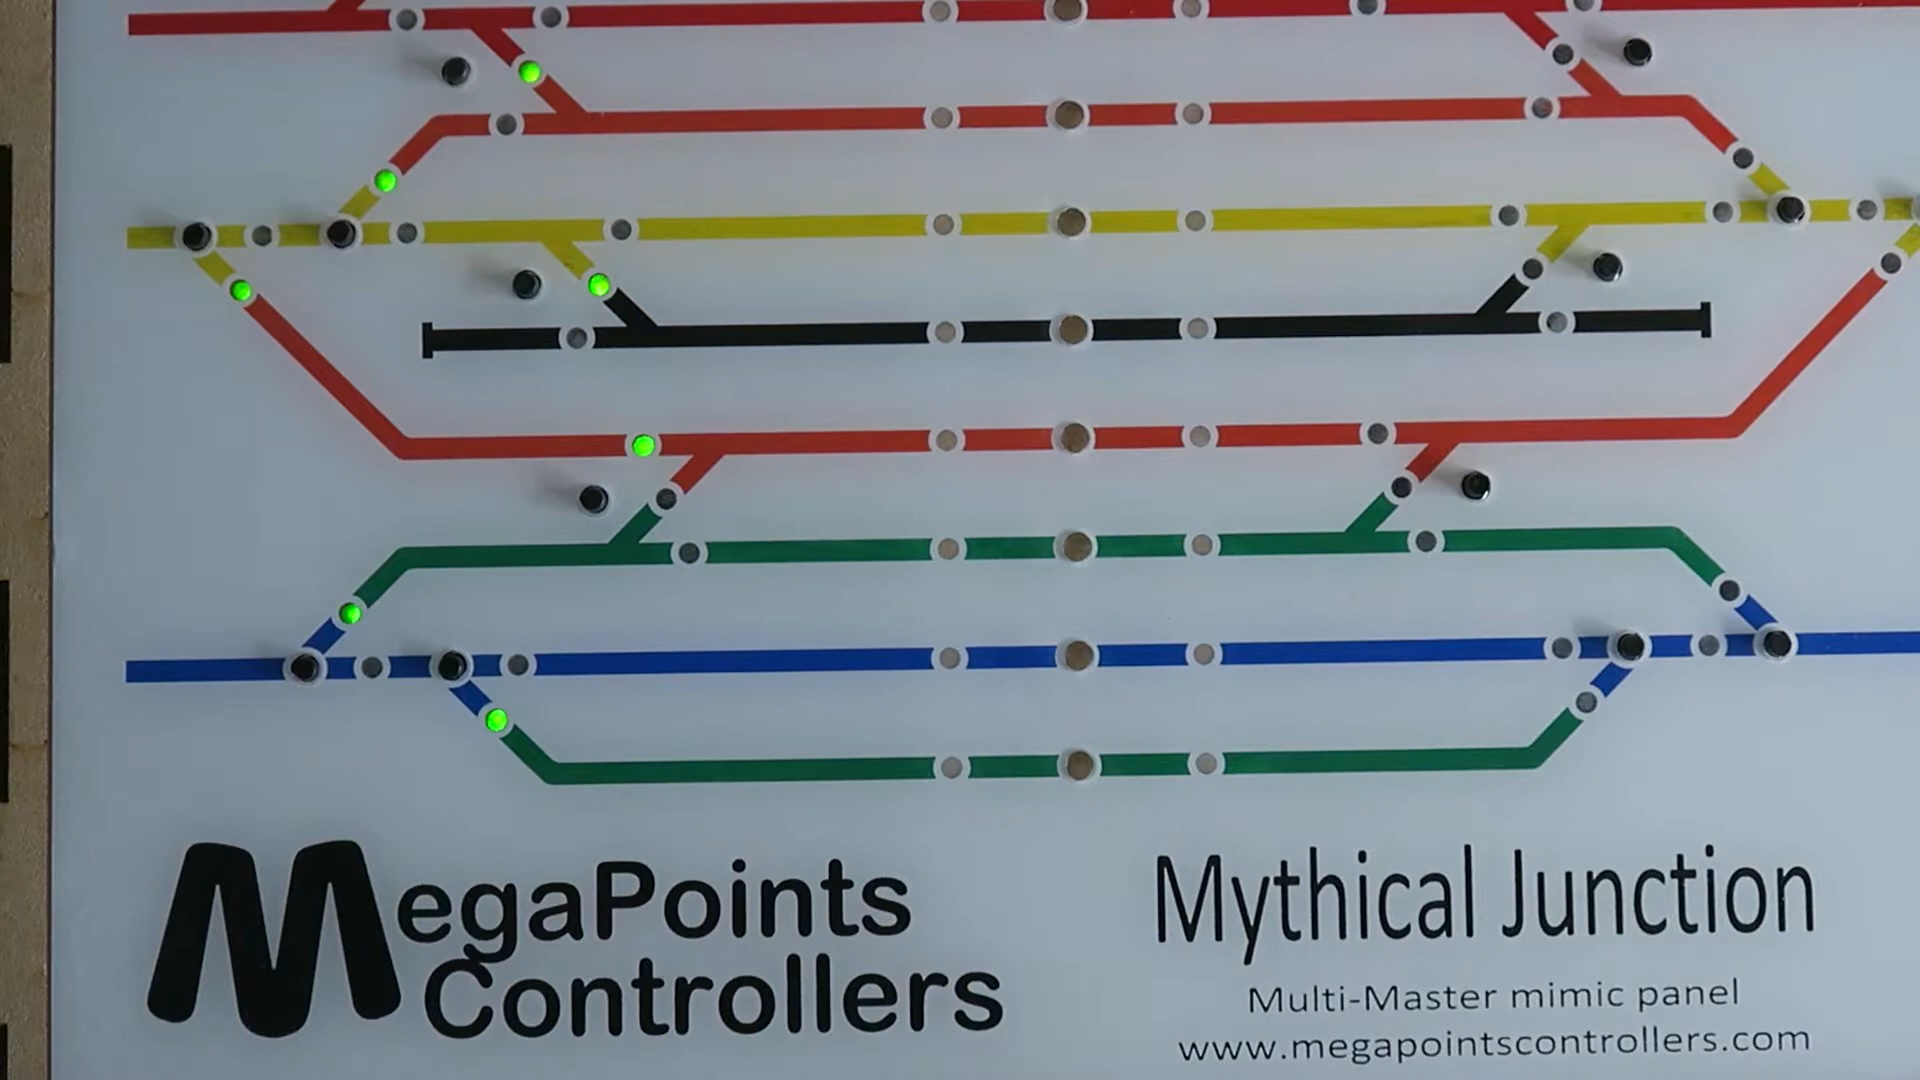 MegaPoints
Controllers
Mythical Junction
Multi-Master mimic panel
www.megapointscontrollers.com